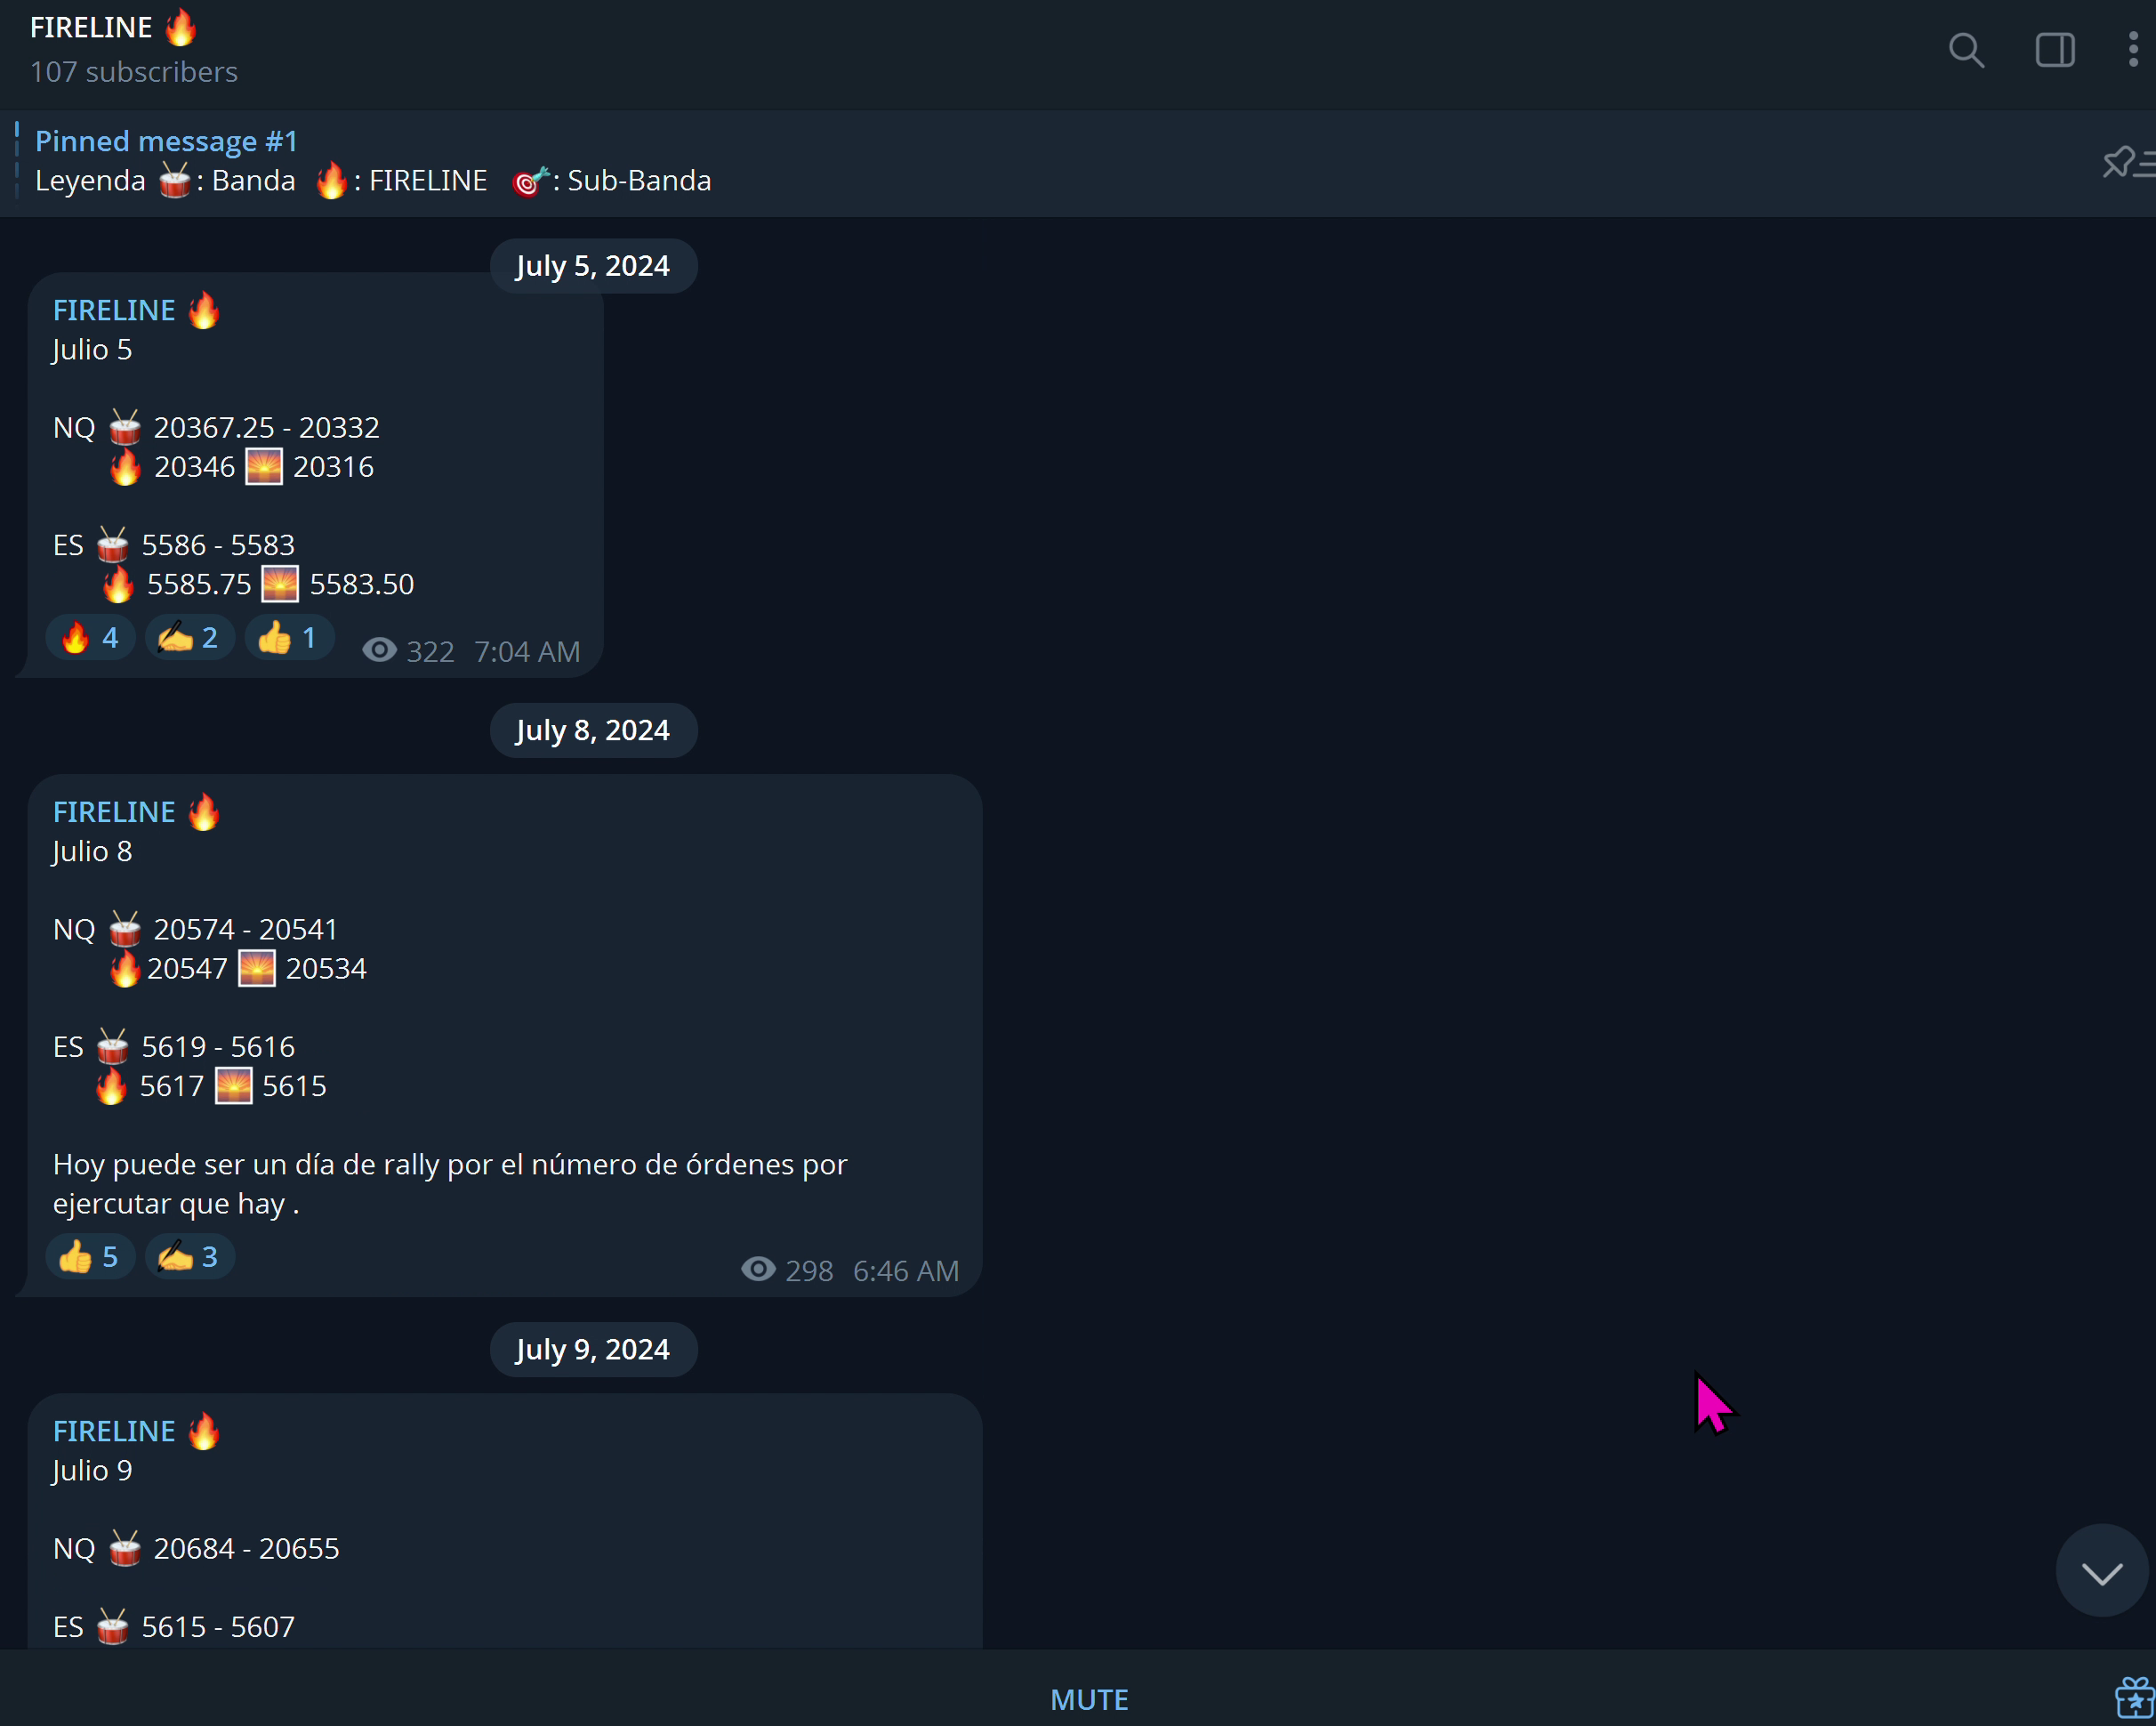 FIRELINE 🔥
107 subscribers
Pinned message #1
Leyenda 🥁: Banda 🔥: FIRELINE 🎯: Sub-Banda
July 5, 2024
FIRELINE 🔥
Julio 5
NQ 🥁 20367.25 - 20332
🔥 20346 🌅 20316
ES 🥁 5586 - 5583
🔥 5585.75 🌅 5583.50
🔥 4 ✍️ 2 👍 1 322 7:04 AM
July 8, 2024
FIRELINE 🔥
Julio 8
NQ 🥁 20574 - 20541
🔥20547 🌅 20534
ES 🥁 5619 - 5616
🔥 5617 🌅 5615
Hoy puede ser un día de rally por el número de órdenes por
ejercutar que hay .
👍 5 ✍️ 3 298 6:46 AM
July 9, 2024
FIRELINE 🔥
Julio 9
NQ 🥁 20684 - 20655
ES 🥁 5615 - 5607
MUTE